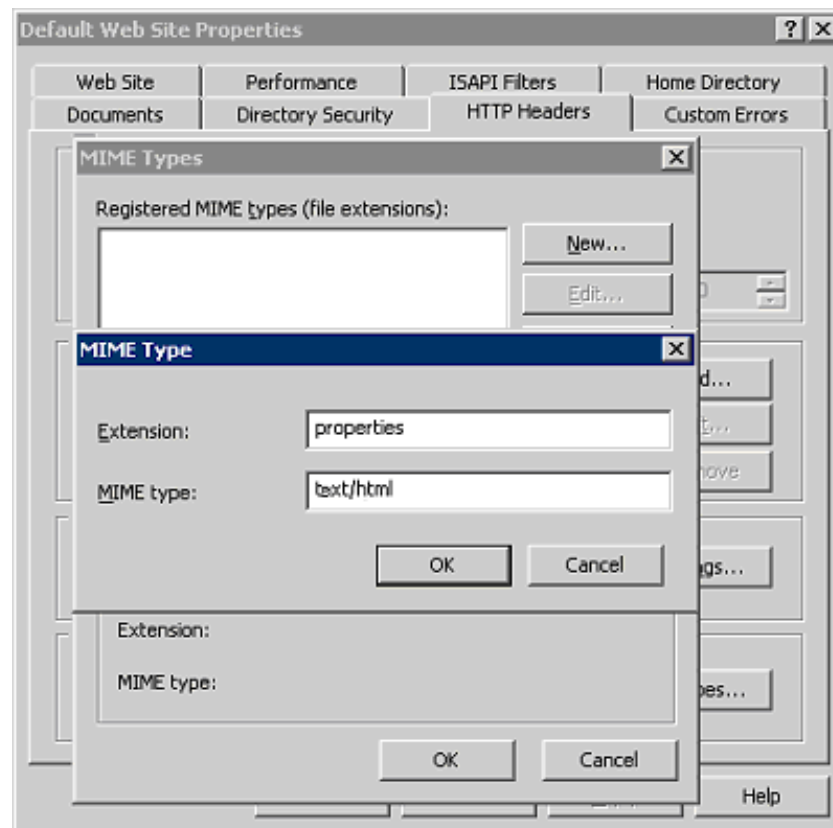 Default Web Site Properties
Web Site Performance ISAPI Filters Home Directory
Documents Directory Security HTTP Headers Custom Errors
MIME Types
Registered MIME types (file extensions):
New...
Edit...
MIME Type
Extension: properties
MIME type: text/html
OK Cancel
Extension:
MIME type:
OK Cancel
Help